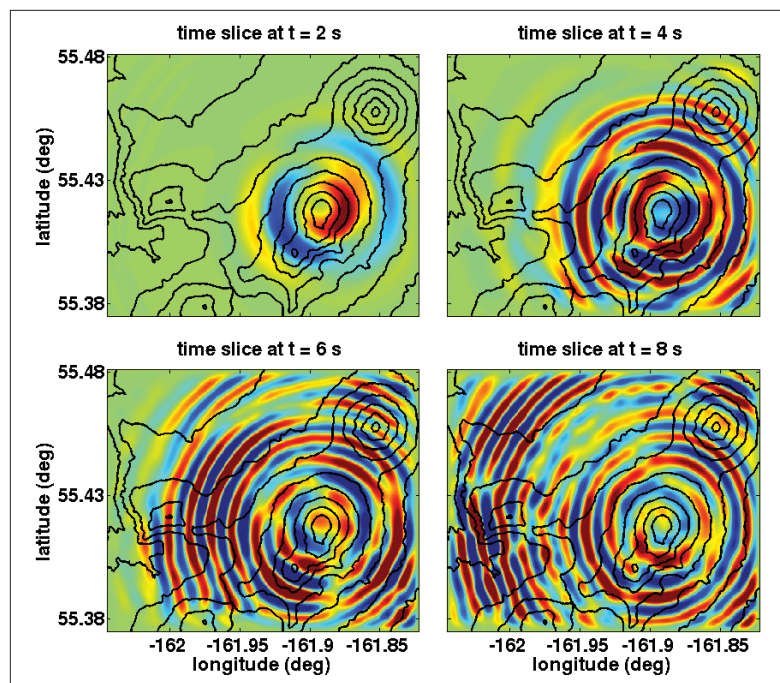 time slice at t = 2 s
time slice at t = 4 s
55.48
55.43
55.38
latitude (deg)
time slice at t = 6 s
time slice at t = 8 s
55.48
55.43
55.38
latitude (deg)
-162 -161.95 -161.9 -161.85
longitude (deg)
-162 -161.95 -161.9 -161.85
longitude (deg)